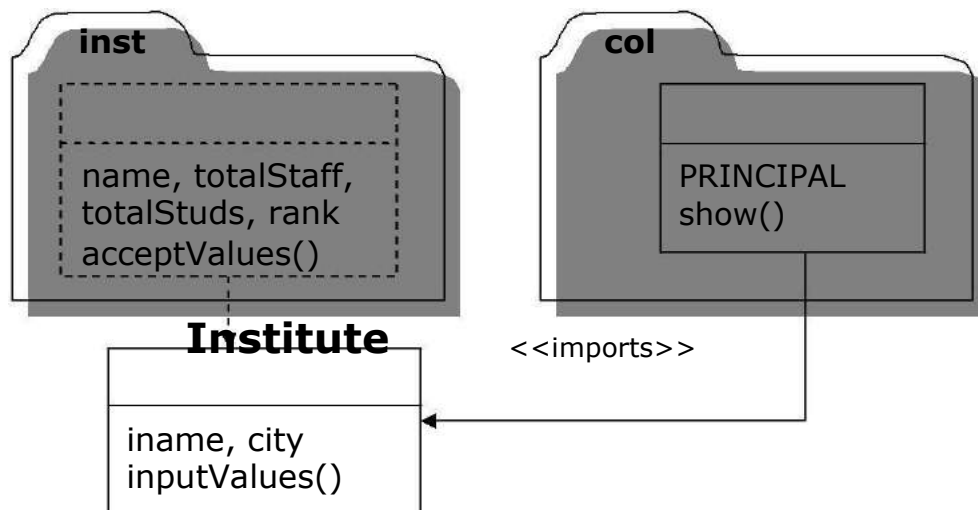 inst
name, totalStaff,
totalStuds, rank
acceptValues()
col
PRINCIPAL
show()
Institute
<<imports>>
iname, city
inputValues()